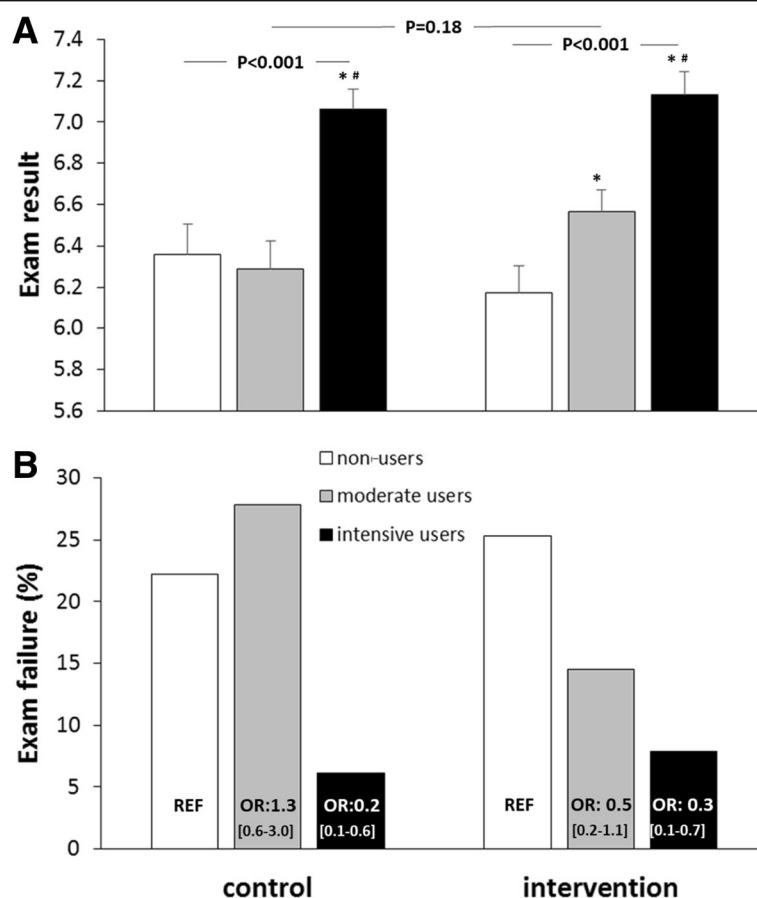 A
P=0.18
P<0.001
P<0.001
* #
* #
*
7.4
7.2
7.0
6.8
6.6
6.4
6.2
6.0
5.8
5.6
Exam result
B
non-users
moderate users
intensive users
30
25
20
15
10
5
0
Exam failure (%)
REF
OR:1.3
[0.6-3.0]
OR:0.2
[0.1-0.6]
REF
OR: 0.5
[0.2-1.1]
OR: 0.3
[0.1-0.7]
control
intervention